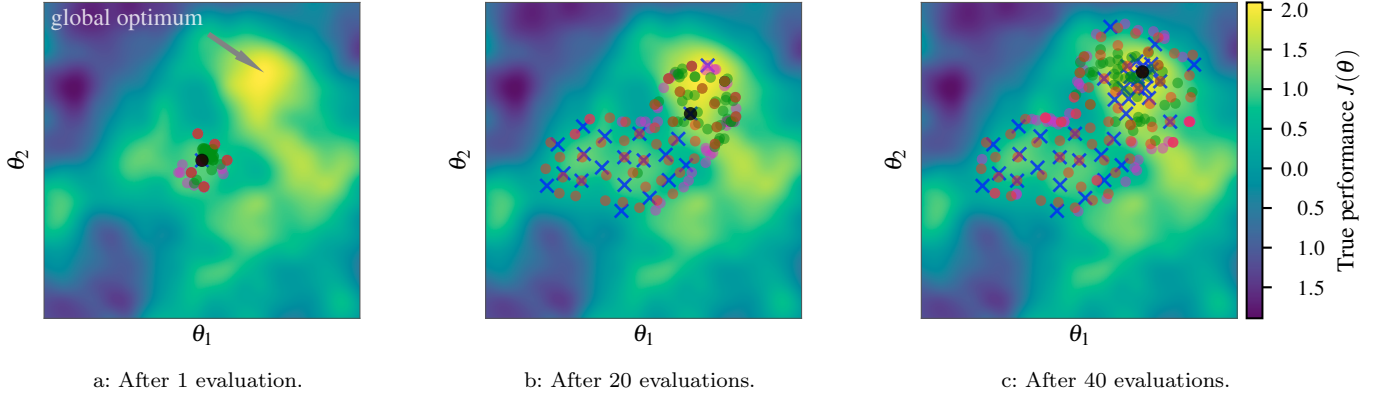 global optimum
θ2
θ1
a: After 1 evaluation.
θ2
θ1
b: After 20 evaluations.
θ2
θ1
c: After 40 evaluations.
2.0
1.5
1.0
0.5
0.0
0.5
1.0
1.5
True performance J(θ)